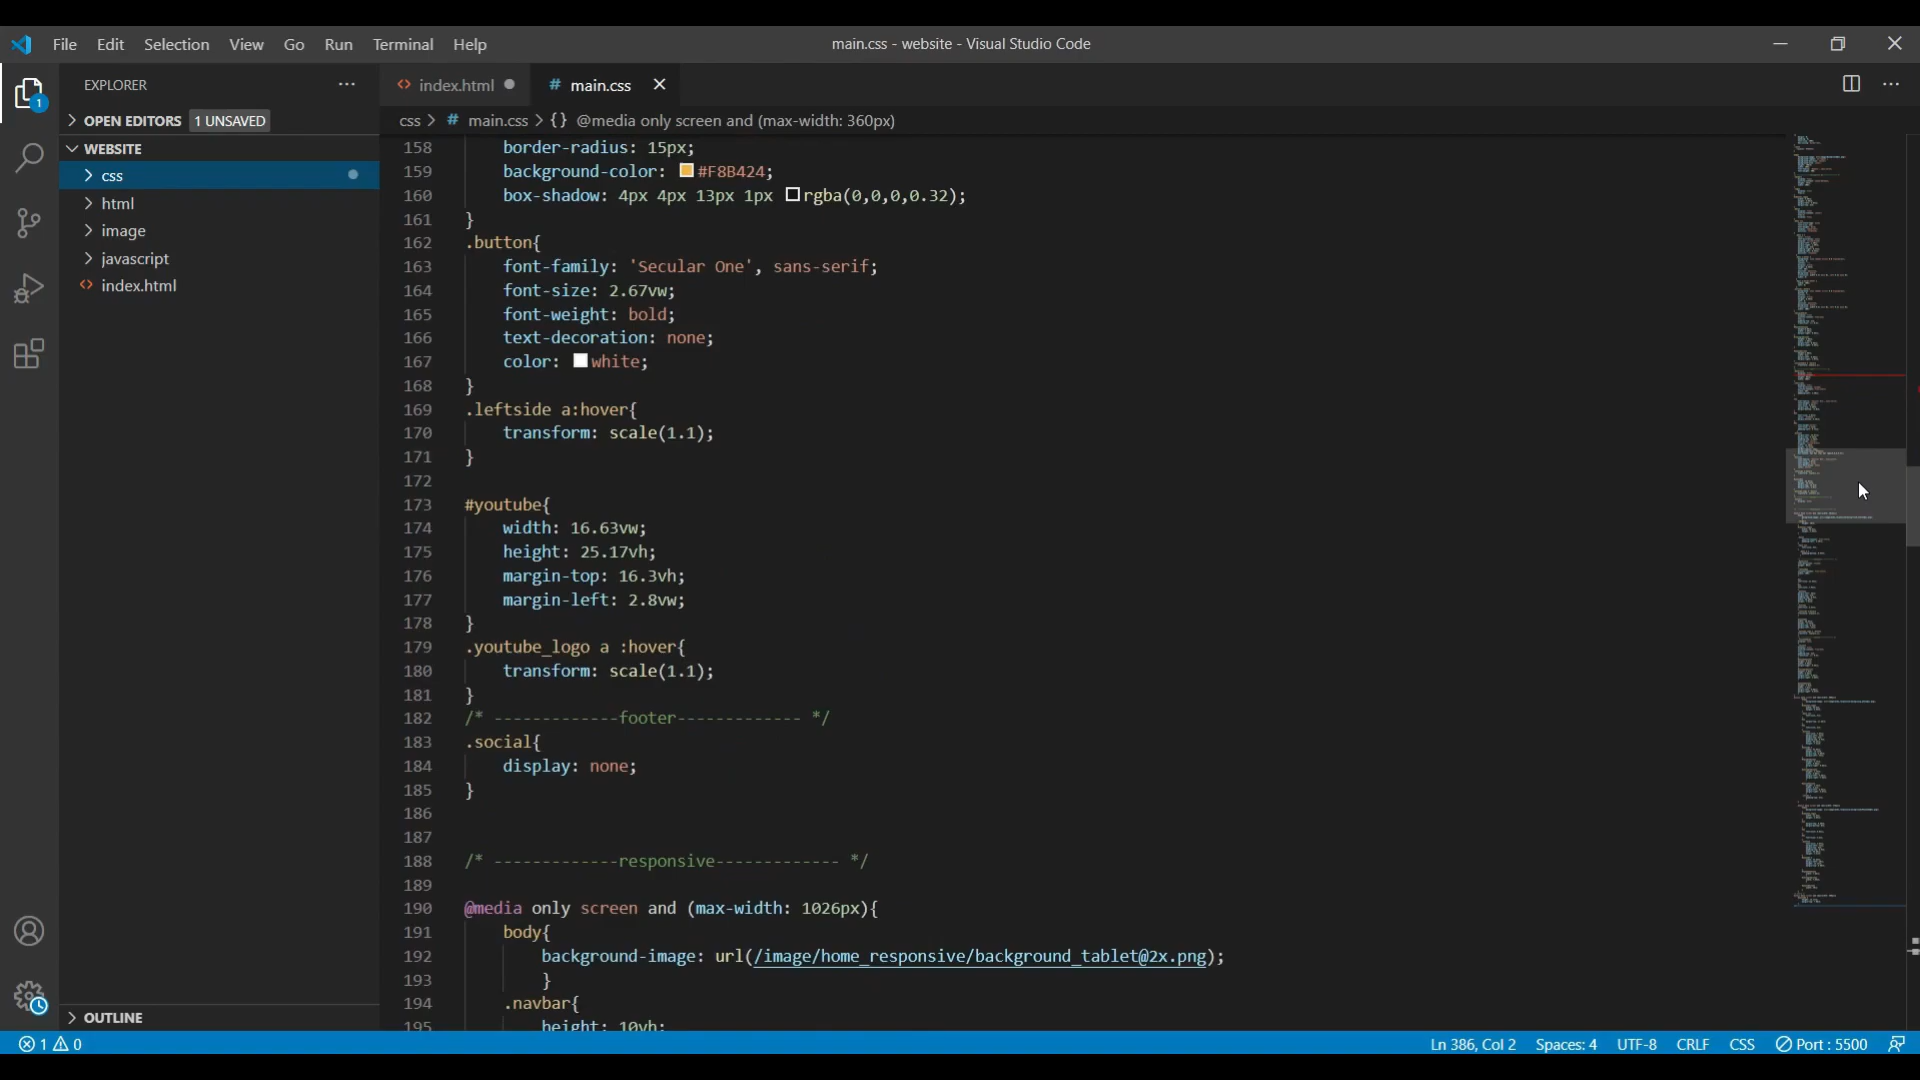 File Edit Selection View Go Run Terminal Help
main.css - website - Visual Studio Code
EXPLORER
index.html
# main.css
OPEN EDITORS 1 UNSAVED
css > # main.css > {} @media only screen and (max-width: 360px)
WEBSITE
css
html
image
javascript
index.html
OUTLINE
1
158 border-radius: 15px;
159 background-color: #F8B424;
160 box-shadow: 4px 4px 13px 1px rgba(0,0,0,0.32);
161 }
162 .button{
163 font-family: 'Secular One', sans-serif;
164 font-size: 2.67vw;
165 font-weight: bold;
166 text-decoration: none;
167 color: white;
168 }
169 .leftside a:hover{
170 transform: scale(1.1);
171 }
172
173 #youtube{
174 width: 16.63vw;
175 height: 25.17vh;
176 margin-top: 16.3vh;
177 margin-left: 2.8vw;
178 }
179 .youtube_logo a :hover{
180 transform: scale(1.1);
181 }
182 /* -------------footer------------- */
183 .social{
184 display: none;
185 }
186
187
188 /* -------------responsive------------- */
189
190 @media only screen and (max-width: 1026px){
191 body{
192 background-image: url(/image/home_responsive/background_tablet@2x.png);
193 }
194 .navbar{
195 height: 10vh;
1 0
Ln 386, Col 2 Spaces: 4 UTF-8 CRLF CSS Port : 5500